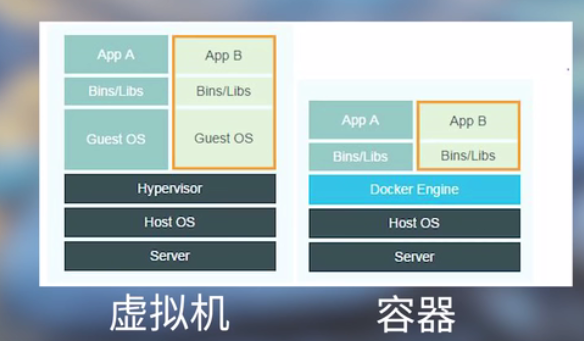 App A
App B
Bins/Libs
Bins/Libs
Guest OS
Guest OS
Hypervisor
Host OS
Server
虚拟机
App A
App B
Bins/Libs
Bins/Libs
Docker Engine
Host OS
Server
容器